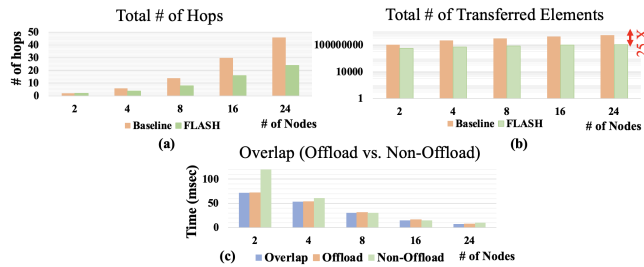 Total # of Hops
# of hops
50
40
30
20
10
0
2 4 8 16 24
Baseline FLASH # of Nodes
(a)
Total # of Transferred Elements
100000000
10000
1
25 X
2 4 8 16 24
Baseline FLASH # of Nodes
(b)
Overlap (Offload vs. Non-Offload)
Time (msec)
100
50
0
2 4 8 16 24
(c) Overlap Offload Non-Offload # of Nodes